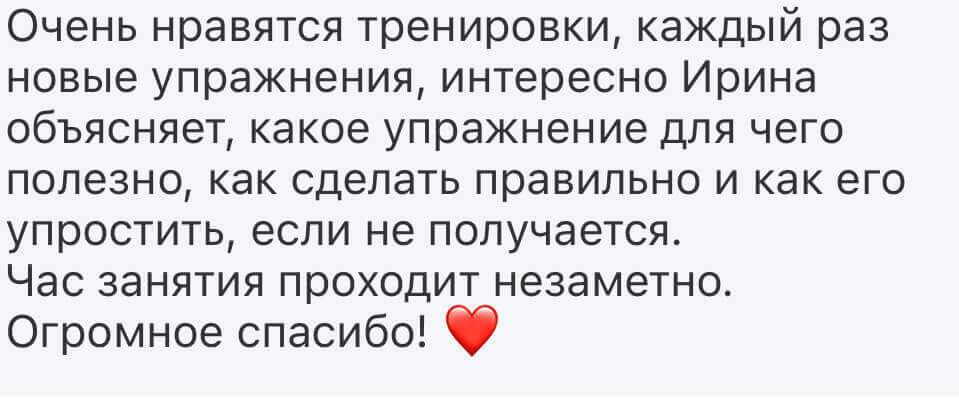 Очень нравятся тренировки, каждый раз
новые упражнения, интересно Ирина
объясняет, какое упражнение для чего
полезно, как сделать правильно и как его
упростить, если не получается.
Час занятия проходит незаметно.
Огромное спасибо! ❤️